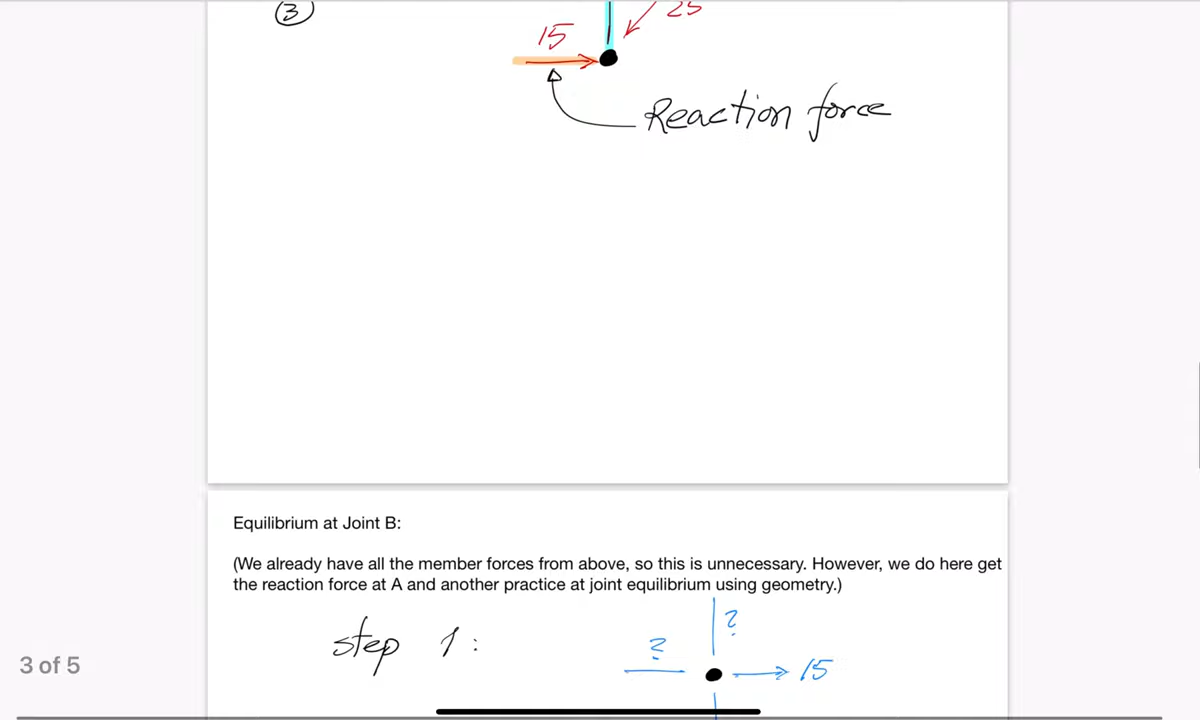 3
25
15
Reaction force
Equilibrium at Joint B:
(We already have all the member forces from above, so this is unnecessary. However, we do here get
the reaction force at A and another practice at joint equilibrium using geometry.)
step 1:
?
?
15
3 of 5